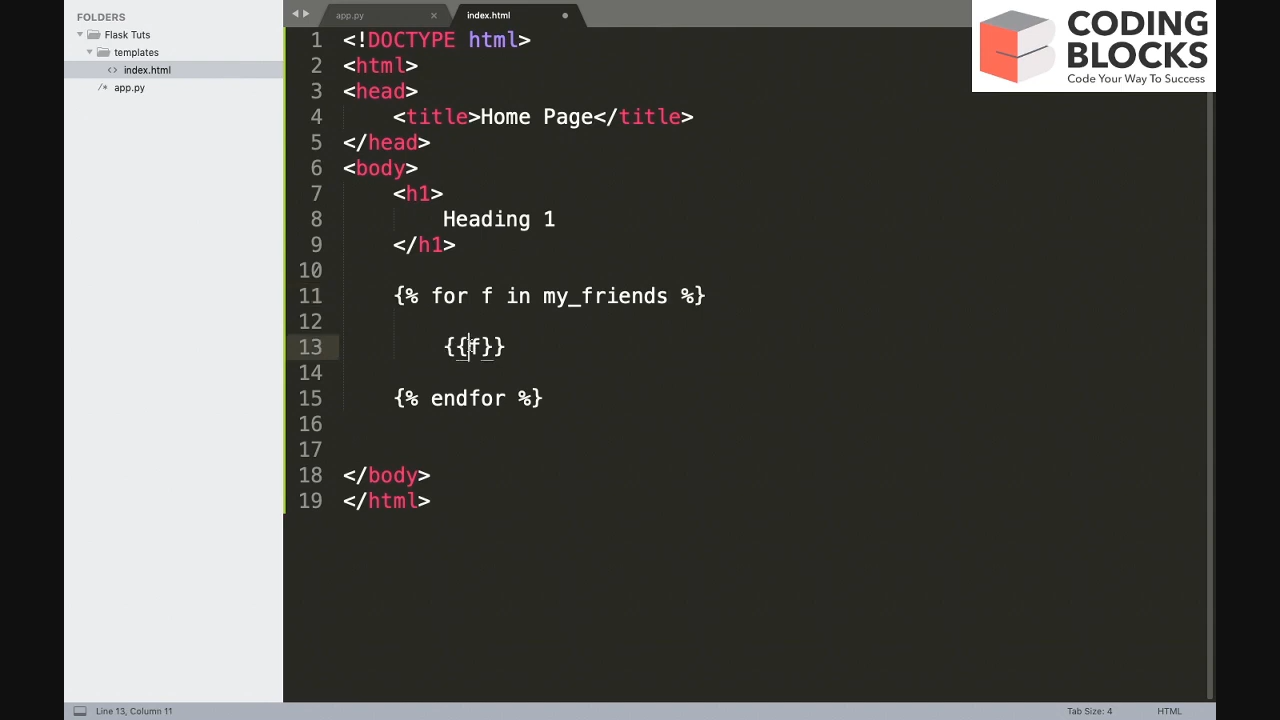 FOLDERS
Flask Tuts
templates
<> index.html
/* app.py
app.py ×
index.html
1 <!DOCTYPE html>
2 <html>
3 <head>
4 <title>Home Page</title>
5 </head>
6 <body>
7 <h1>
8 Heading 1
9 </h1>
10
11 {% for f in my_friends %}
12
13 {{f}}
14
15 {% endfor %}
16
17
18 </body>
19 </html>
CODING
BLOCKS
Code Your Way To Success
Line 13, Column 11
Tab Size: 4
HTML